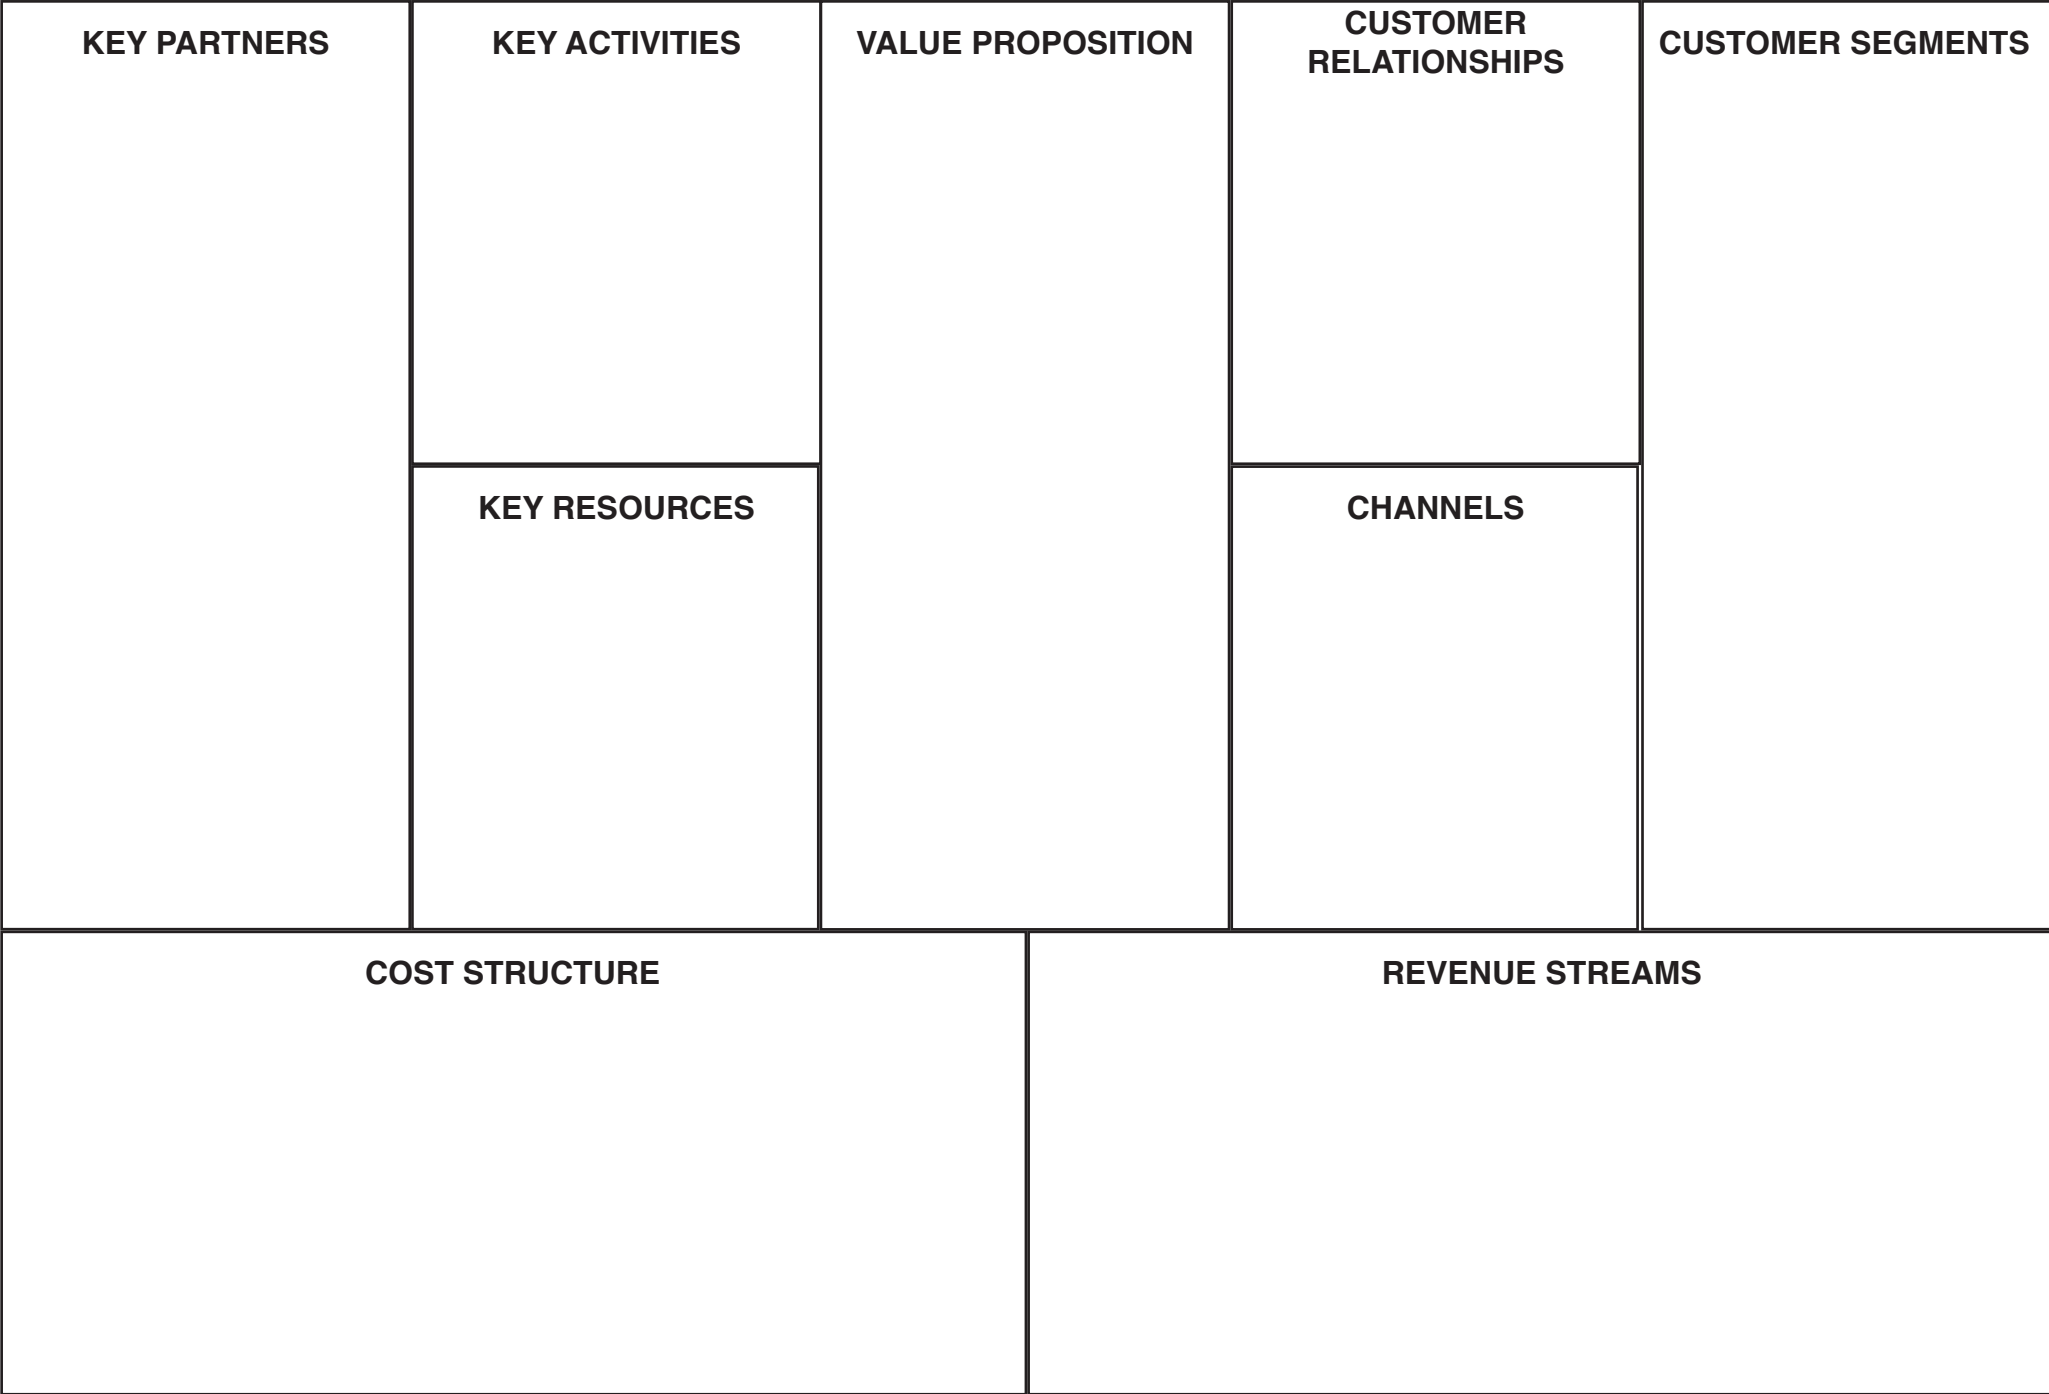 KEY PARTNERS
KEY ACTIVITIES
VALUE PROPOSITION
CUSTOMER
RELATIONSHIPS
CUSTOMER SEGMENTS
KEY RESOURCES
CHANNELS
COST STRUCTURE
REVENUE STREAMS